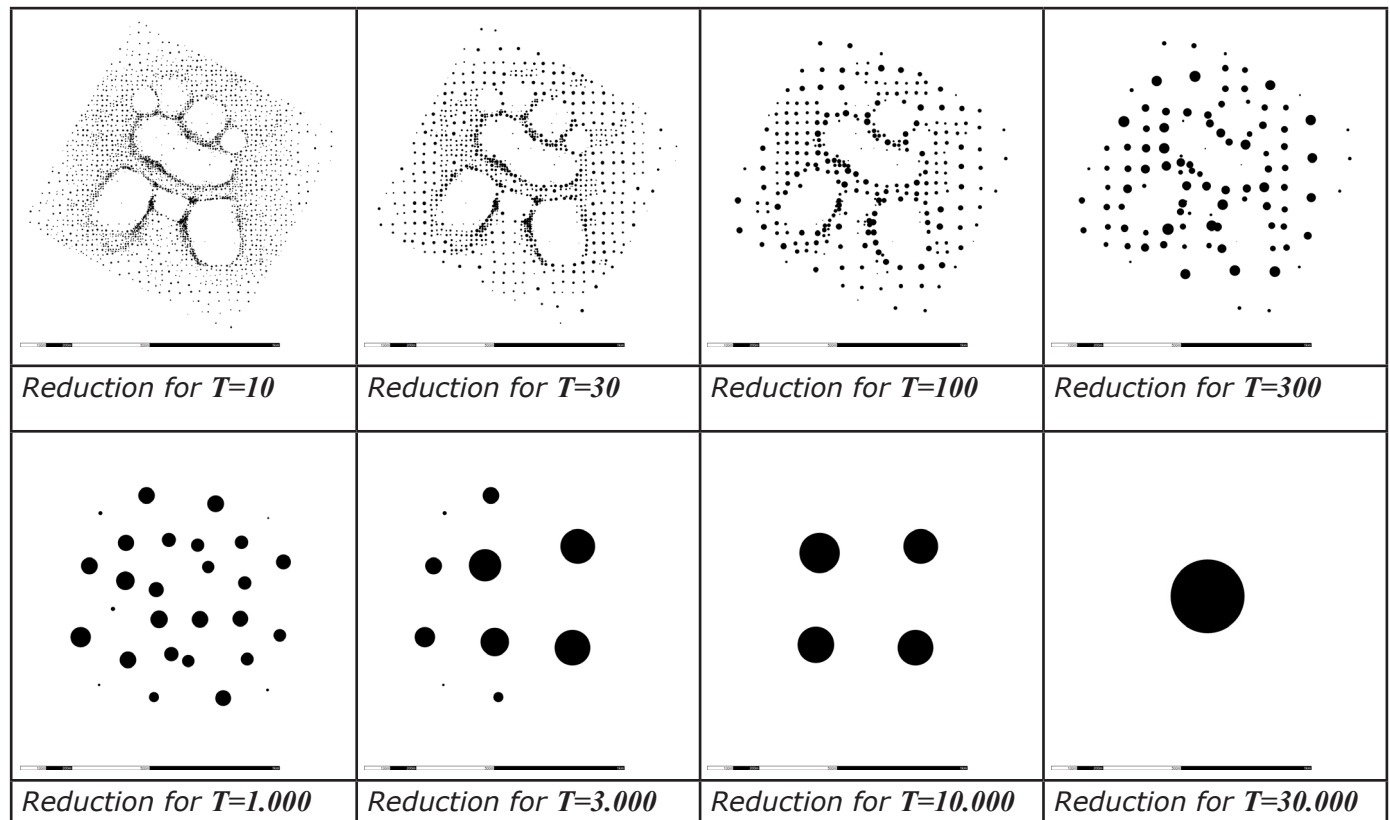 Reduction for T=10
Reduction for T=30
Reduction for T=100
Reduction for T=300
Reduction for T=1.000
Reduction for T=3.000
Reduction for T=10.000
Reduction for T=30.000